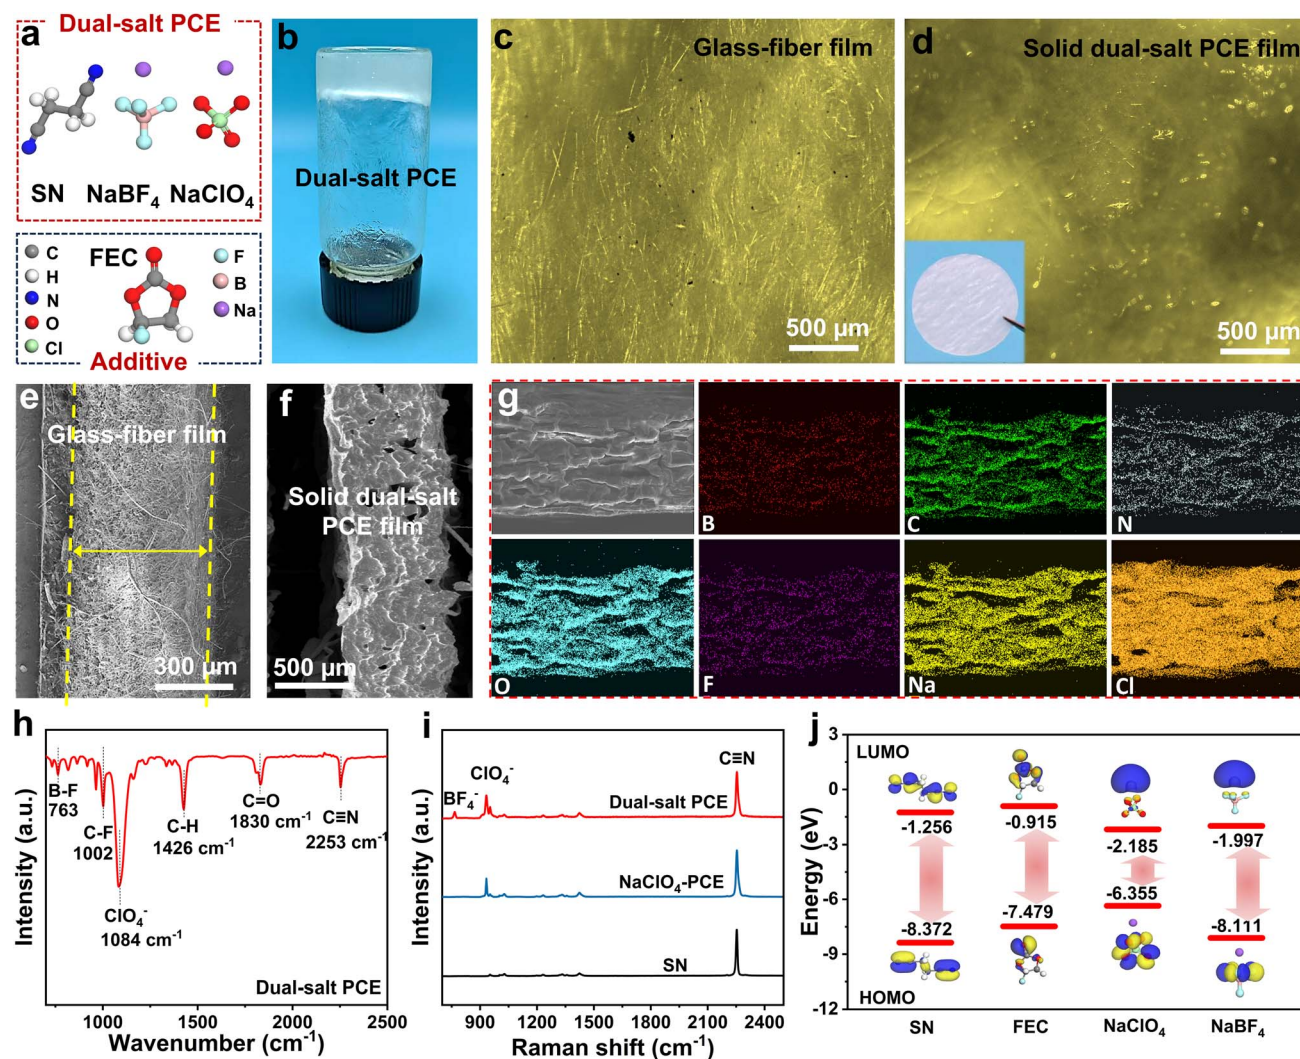 a
Dual-salt PCE
SN NaBF₄ NaClO₄
C
H
N
O
Cl
FEC
F
B
Na
Additive
b
Dual-salt PCE
c
Glass-fiber film
500 µm
d
Solid dual-salt PCE film
500 µm
e
Glass-fiber film
300 µm
f
Solid dual-salt
PCE film
500 µm
g
B
C
N
O
F
Na
Cl
h
Intensity (a.u.)
B-F
763
C-F
1002
ClO₄⁻
1084 cm⁻¹
C-H
1426 cm⁻¹
C=O
1830 cm⁻¹
C≡N
2253 cm⁻¹
Dual-salt PCE
1000 1500 2000 2500
Wavenumber (cm⁻¹)
i
Intensity (a.u.)
BF₄⁻
ClO₄⁻
C≡N
Dual-salt PCE
NaClO₄-PCE
SN
900 1200 1500 1800 2100 2400
Raman shift (cm⁻¹)
j
Energy (eV)
3
0
-3
-6
-9
-12
LUMO
-1.256
-0.915
-2.185
-1.997
-8.372
-7.479
-6.355
-8.111
HOMO
SN FEC NaClO₄ NaBF₄